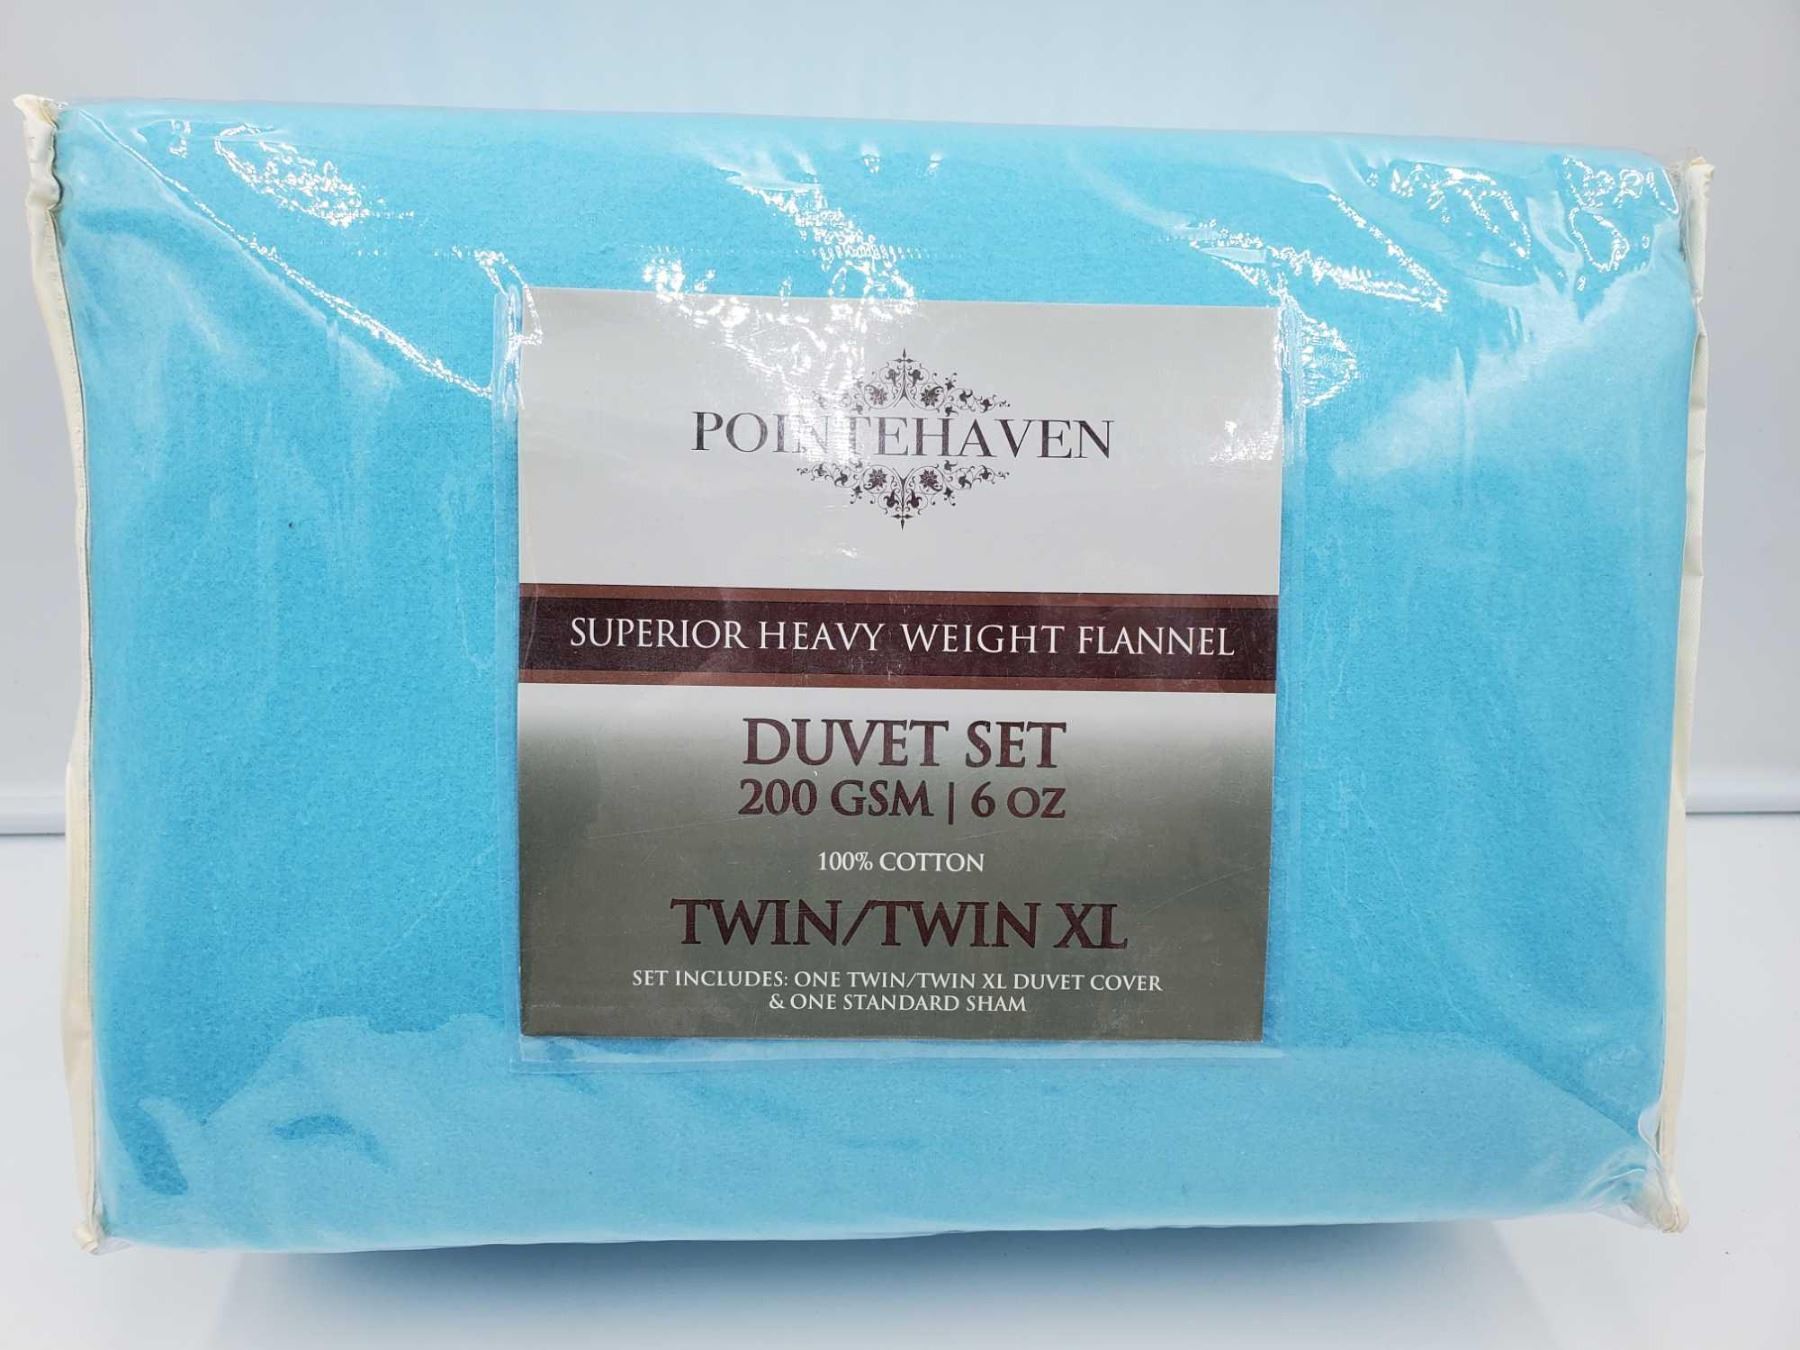 POINTEHAVEN
SUPERIOR HEAVY WEIGHT FLANNEL
DUVET SET
200 GSM | 6 OZ
100% COTTON
TWIN/TWIN XL
SET INCLUDES: ONE TWIN/TWIN XL DUVET COVER
& ONE STANDARD SHAM